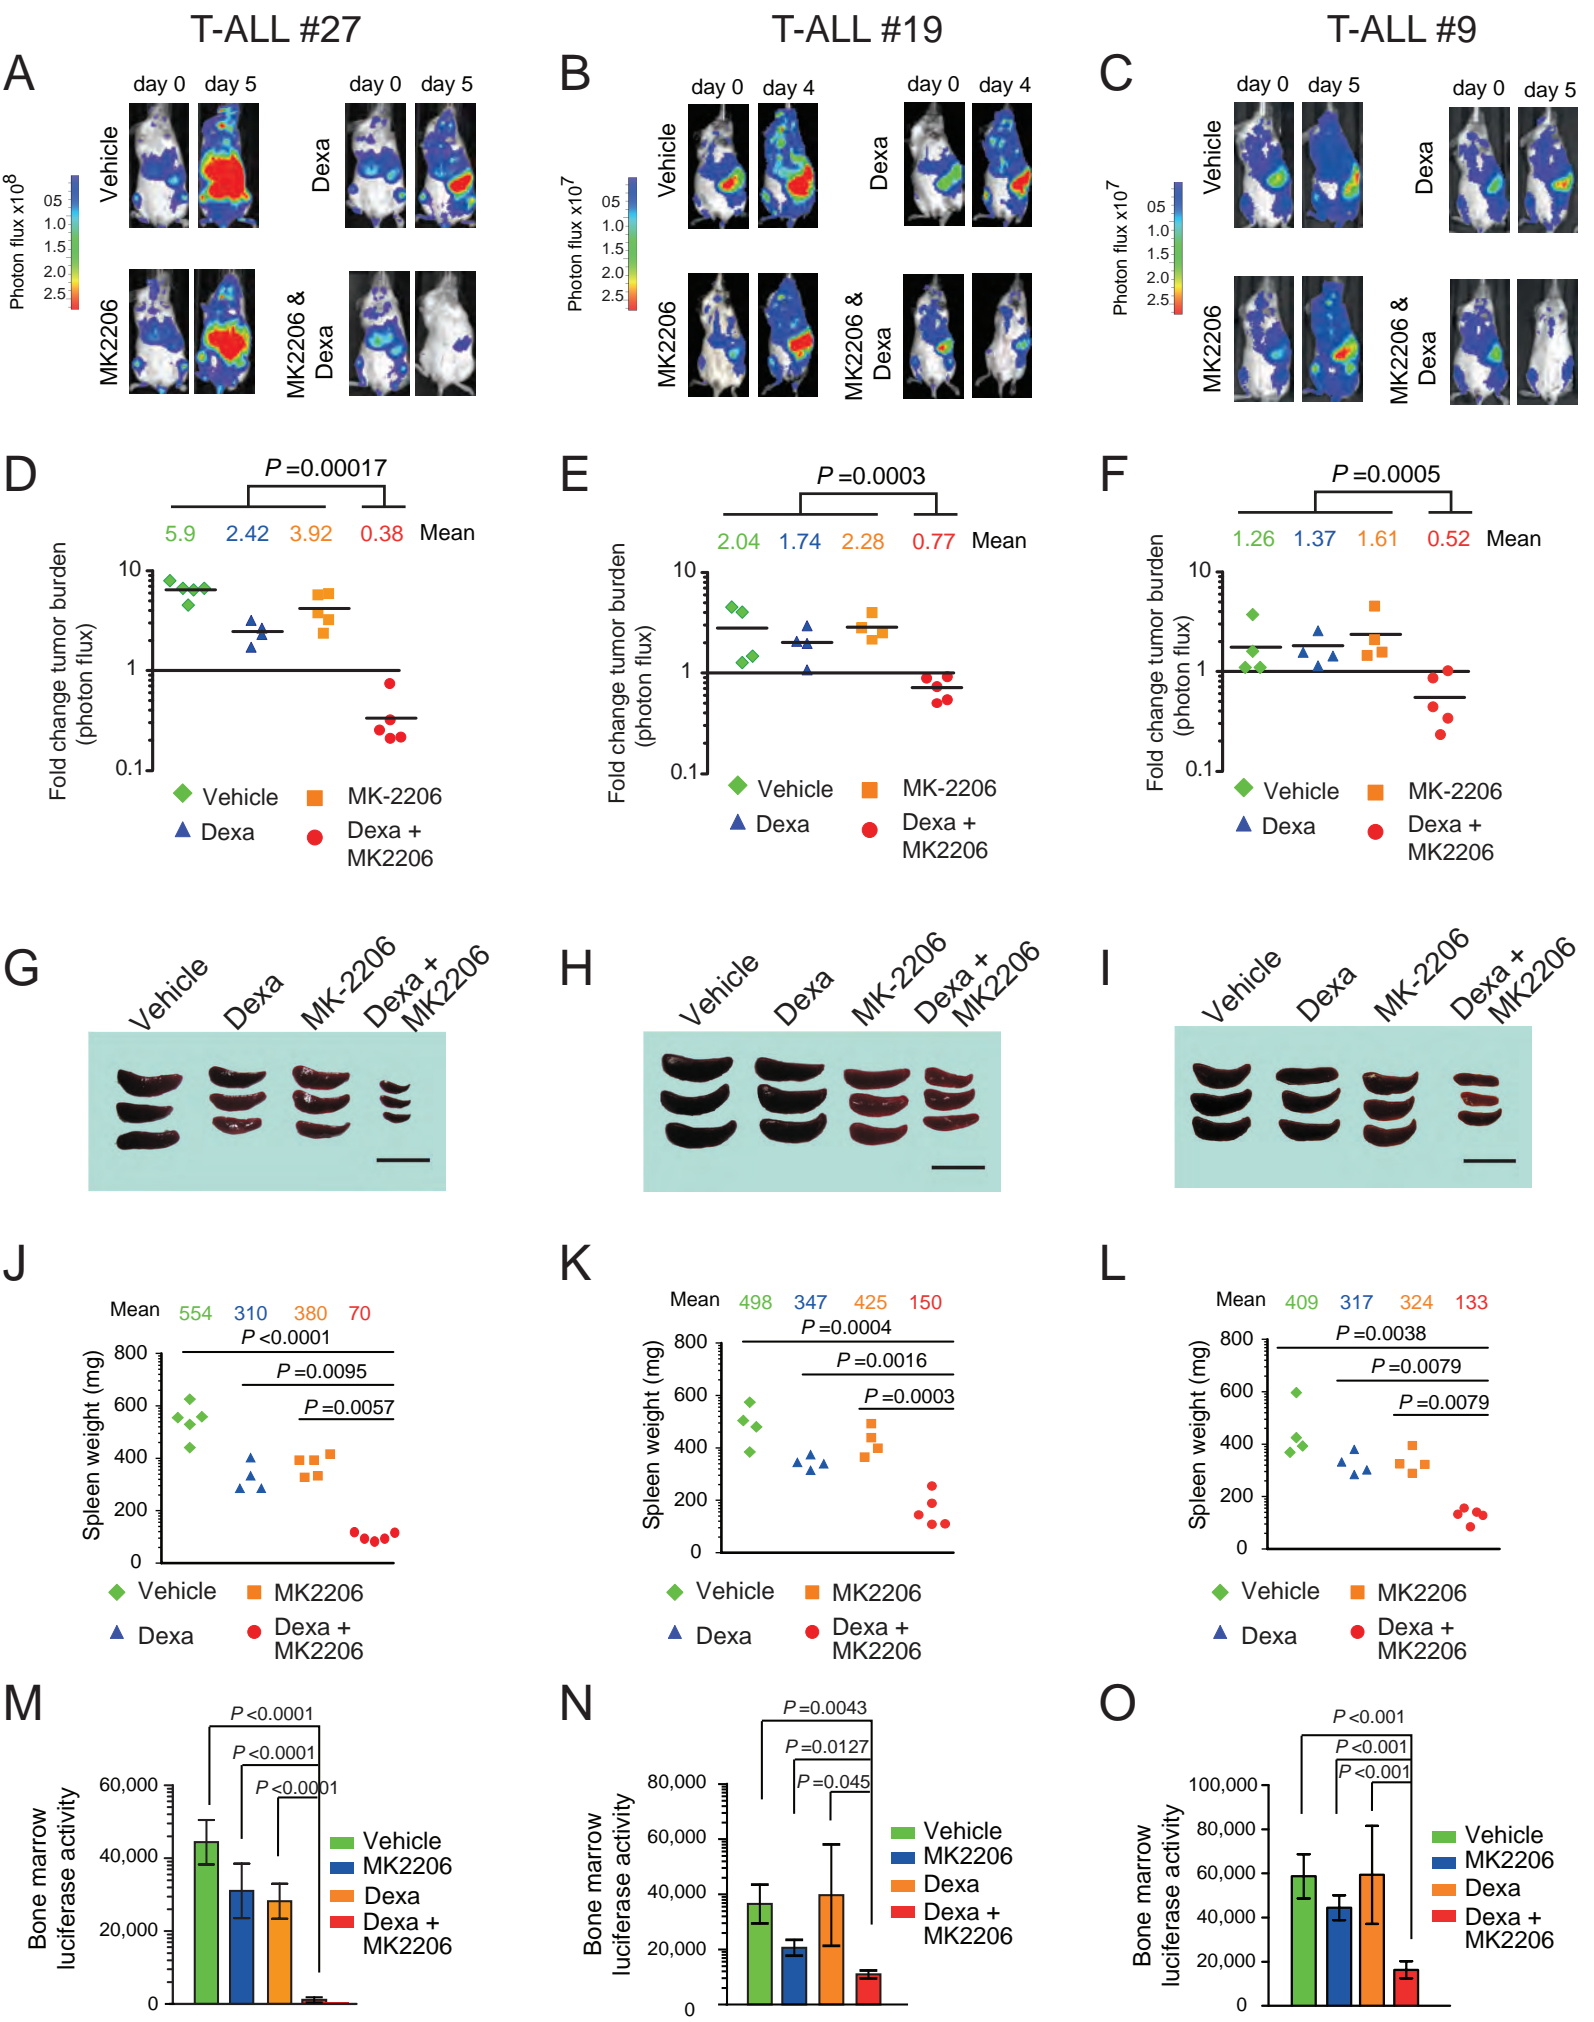 T-ALL #27
T-ALL #19
T-ALL #9
A
day 0 day 5
day 0 day 5
Vehicle
Dexa
Photon flux x10⁸
05
1.0
1.5
2.0
2.5
MK2206
MK2206 &
Dexa
B
day 0 day 4
day 0 day 4
Vehicle
Dexa
Photon flux x10⁷
05
1.0
1.5
2.0
2.5
MK2206
MK2206 &
Dexa
C
day 0 day 5
day 0 day 5
Vehicle
Dexa
Photon flux x10⁷
05
1.0
1.5
2.0
2.5
MK2206
MK2206 &
Dexa
D
P =0.00017
5.9 2.42 3.92 0.38 Mean
Fold change tumor burden
(photon flux)
10
1
0.1
Vehicle
MK-2206
Dexa
Dexa +
MK2206
E
P =0.0003
2.04 1.74 2.28 0.77 Mean
Fold change tumor burden
(photon flux)
10
1
0.1
Vehicle
MK-2206
Dexa
Dexa +
MK2206
F
P =0.0005
1.26 1.37 1.61 0.52 Mean
Fold change tumor burden
(photon flux)
10
1
0.1
Vehicle
MK-2206
Dexa
Dexa +
MK2206
G
Vehicle
Dexa
MK-2206
Dexa +
MK2206
H
Vehicle
Dexa
MK-2206
Dexa +
MK2206
I
Vehicle
Dexa
MK-2206
Dexa +
MK2206
J
Mean 554 310 380 70
P <0.0001
P =0.0095
P =0.0057
Spleen weight (mg)
800
600
400
200
0
Vehicle
MK2206
Dexa
Dexa +
MK2206
K
Mean 498 347 425 150
P =0.0004
P =0.0016
P =0.0003
Spleen weight (mg)
800
600
400
200
0
Vehicle
MK2206
Dexa
Dexa +
MK2206
L
Mean 409 317 324 133
P =0.0038
P =0.0079
P =0.0079
Spleen weight (mg)
800
600
400
200
0
Vehicle
MK2206
Dexa
Dexa +
MK2206
M
P <0.0001
P <0.0001
P <0.0001
Bone marrow
luciferase activity
60,000
40,000
20,000
0
Vehicle
MK2206
Dexa
Dexa +
MK2206
N
P =0.0043
P =0.0127
P =0.045
Bone marrow
luciferase activity
80,000
60,000
40,000
20,000
0
Vehicle
MK2206
Dexa
Dexa +
MK2206
O
P <0.001
P <0.001
P <0.001
Bone marrow
luciferase activity
100,000
80,000
60,000
40,000
20,000
0
Vehicle
MK2206
Dexa
Dexa +
MK2206